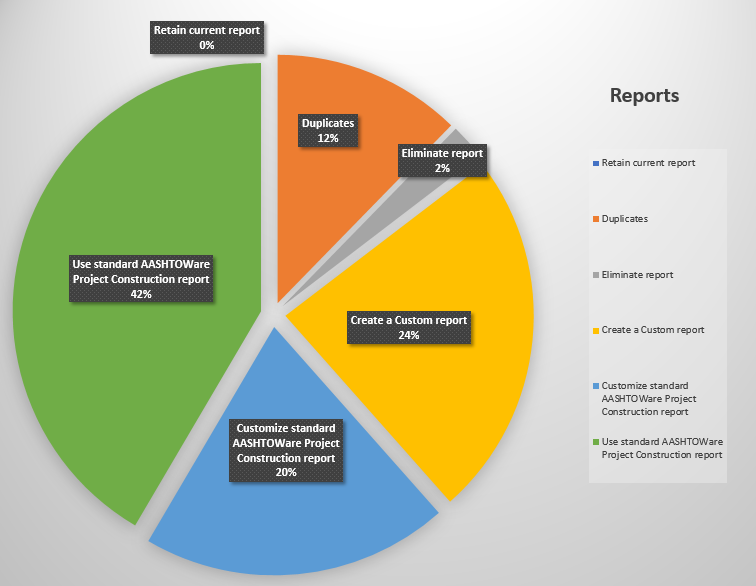 Retain current report
0%
Duplicates
12%
Eliminate report
2%
Use standard AASHTOWare
Project Construction report
42%
Create a Custom report
24%
Customize standard
AASHTOWare Project
Construction report
20%
Reports
Retain current report
Duplicates
Eliminate report
Create a Custom report
Customize standard
AASHTOWare Project
Construction report
Use standard AASHTOWare
Project Construction report